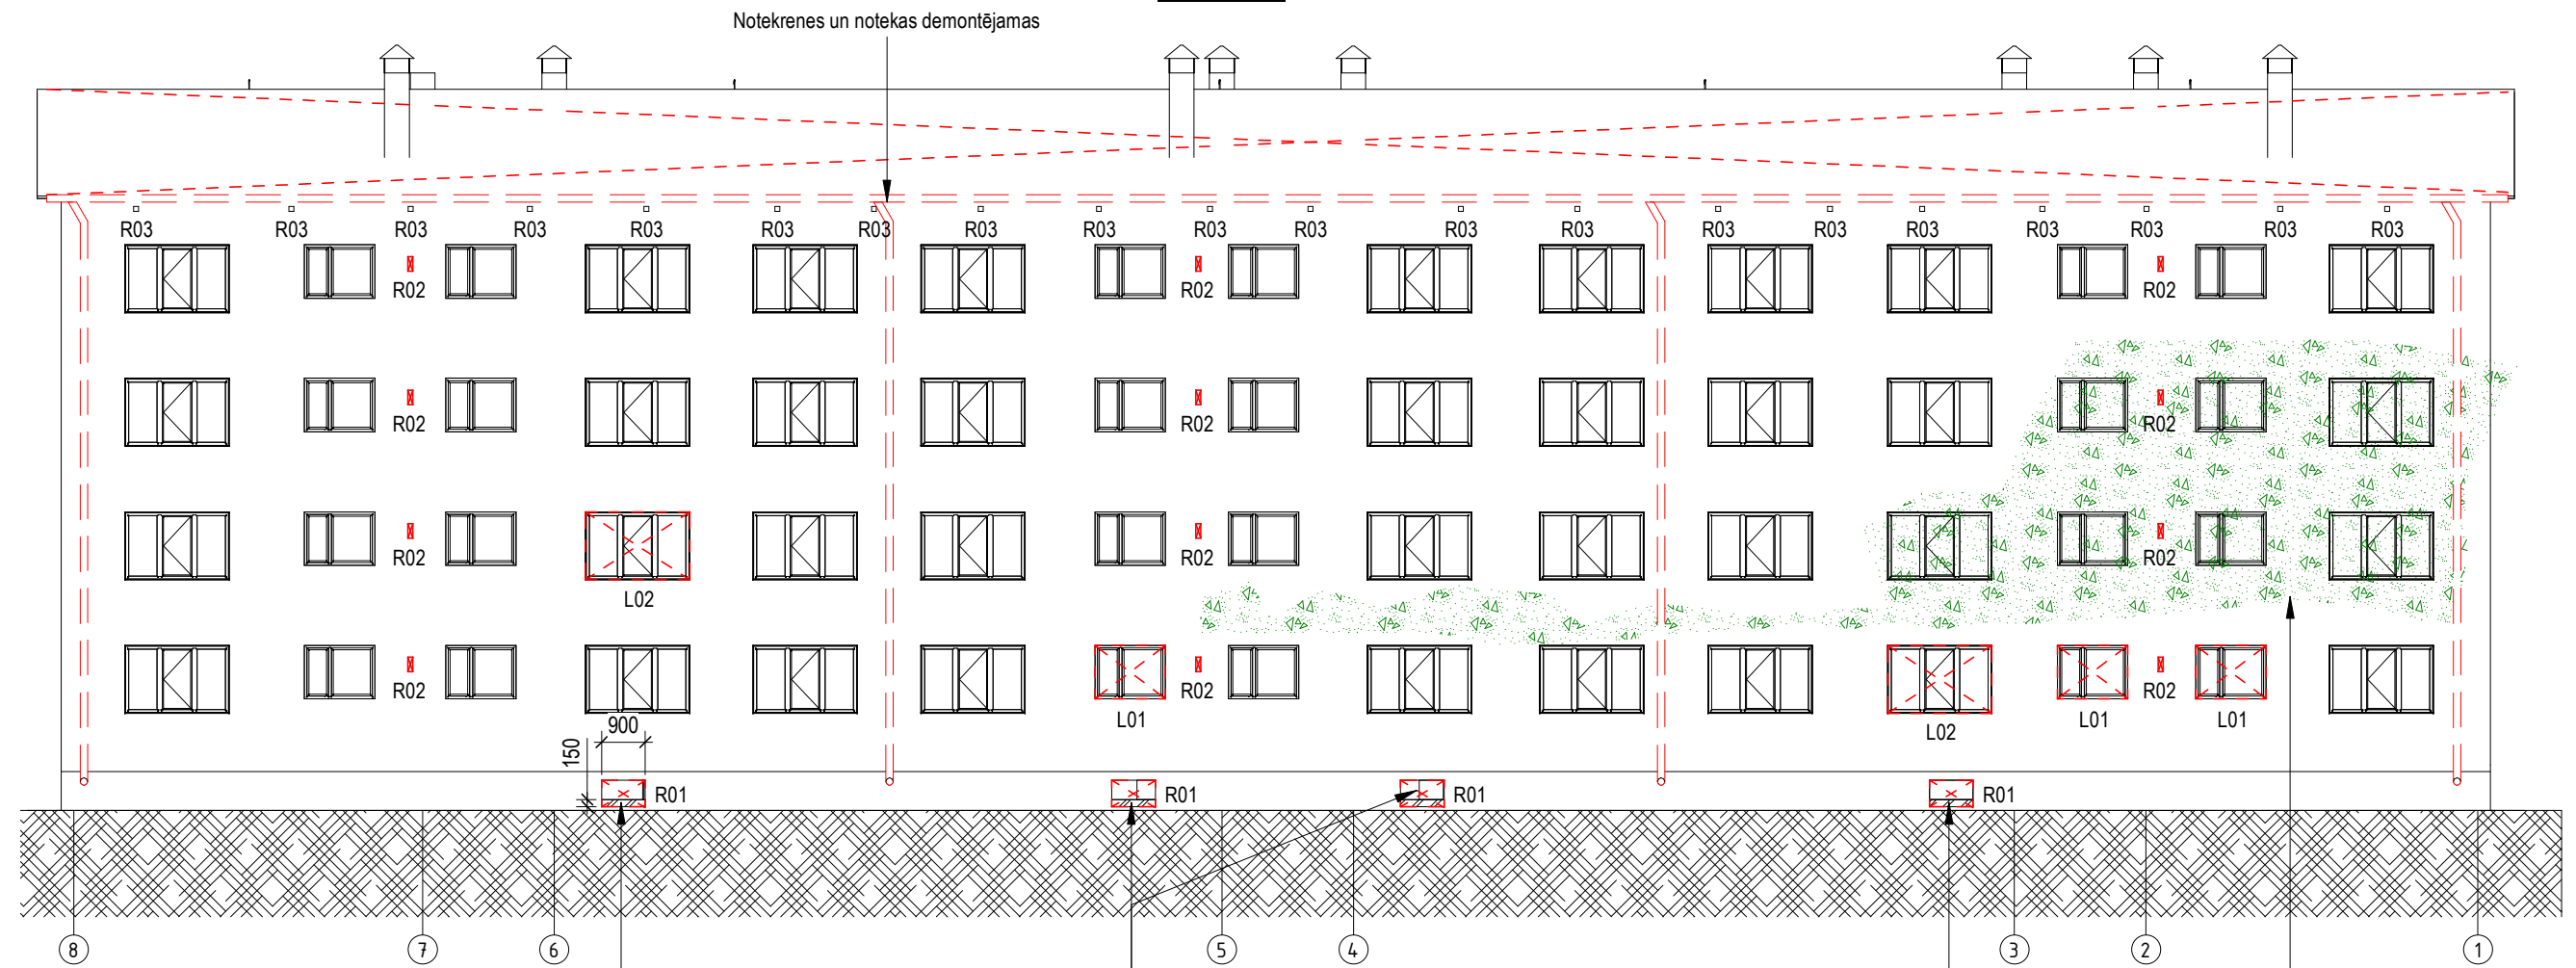 Notekrenes un notekas demontējamas
R03 R03 R03 R03 R03 R03 R03 R03 R03 R03 R03 R03 R03 R03 R03 R03 R03 R03 R03 R03
R02 R02 R02
R02 R02 R02
R02 R02 R02
L02
R02 R02 R02
L01 L02 L01 L01
900
150
R01 R01 R01 R01
8 7 6 5 4 3 2 1